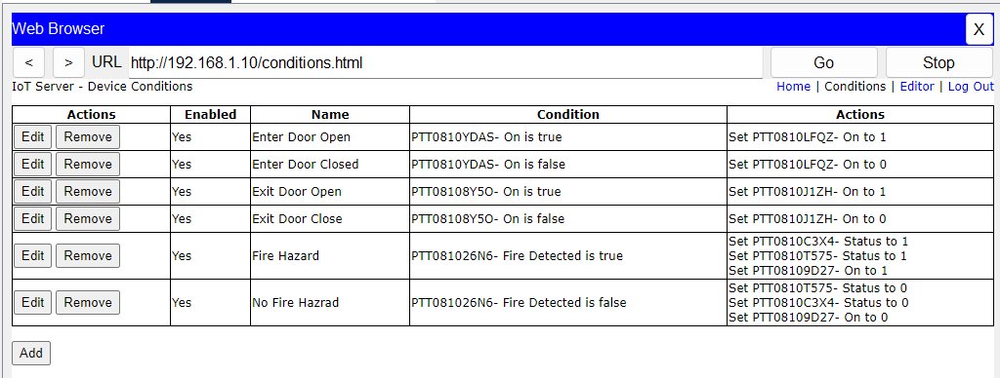 Web Browser X
< > URL http://192.168.1.10/conditions.html Go Stop
IoT Server - Device Conditions Home | Conditions | Editor | Log Out
Actions Enabled Name Condition Actions
Edit Remove Yes Enter Door Open PTT0810YDAS- On is true Set PTT0810LFQZ- On to 1
Edit Remove Yes Enter Door Closed PTT0810YDAS- On is false Set PTT0810LFQZ- On to 0
Edit Remove Yes Exit Door Open PTT08108Y5O- On is true Set PTT0810J1ZH- On to 1
Edit Remove Yes Exit Door Close PTT08108Y5O- On is false Set PTT0810J1ZH- On to 0
Edit Remove Yes Fire Hazard PTT081026N6- Fire Detected is true Set PTT0810C3X4- Status to 1
Set PTT0810T575- Status to 1
Set PTT08109D27- On to 1
Edit Remove Yes No Fire Hazrad PTT081026N6- Fire Detected is false Set PTT0810T575- Status to 0
Set PTT0810C3X4- Status to 0
Set PTT08109D27- On to 0
Add